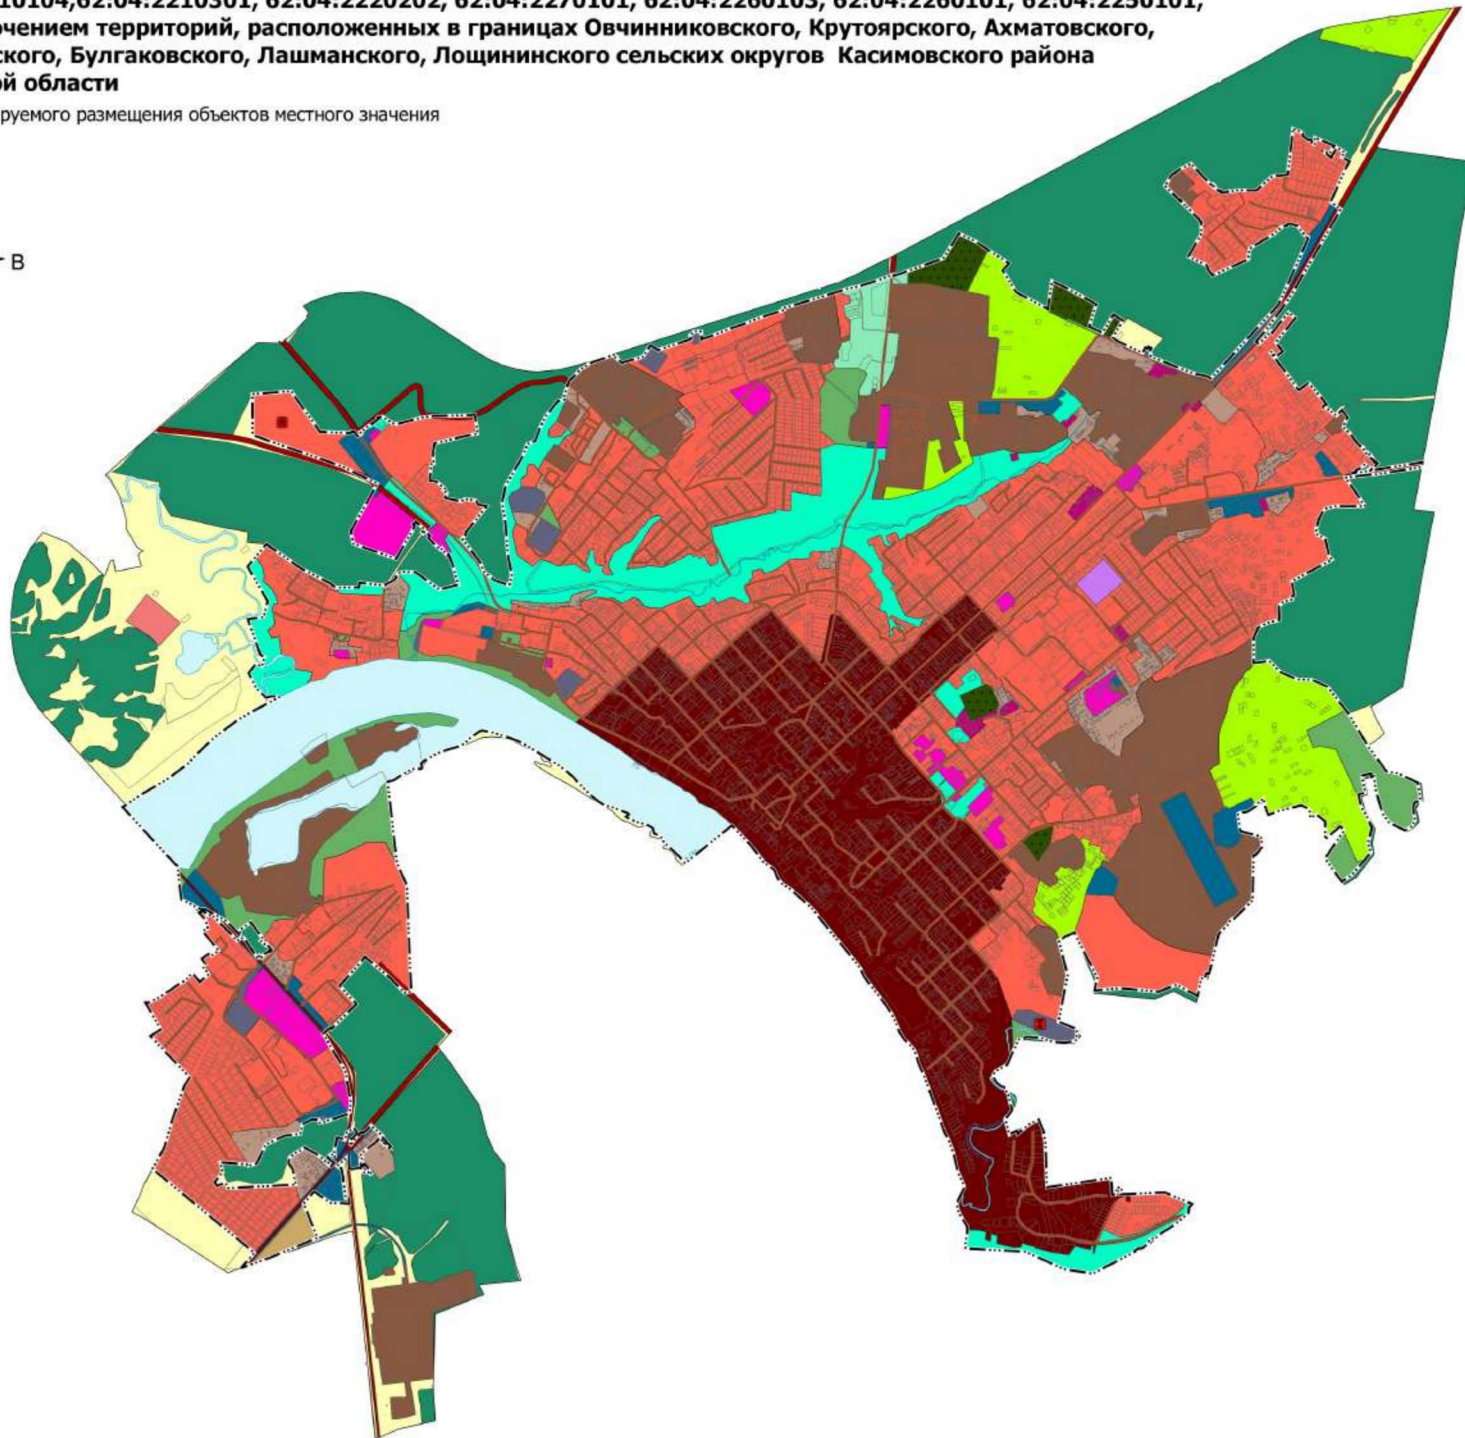 10104,62:04:2210301, 62:04:2220202, 62:04:2270101, 62:04:2260103, 62:04:2260101, 62:04:2250101,
чением территорий, расположенных в границах Овчинниковского, Крутоярского, Ахматовского,
ского, Булгаковского, Лашманского, Лощининского сельских округов Касимовского района
й области
руемого размещения объектов местного значения
В